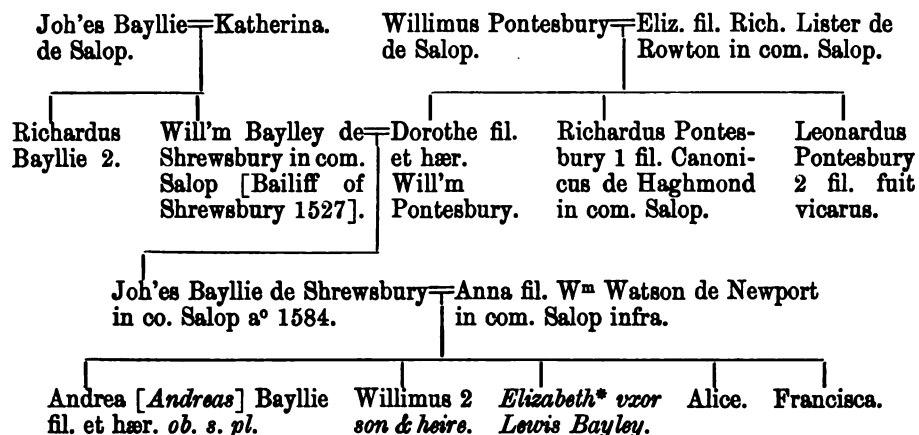 Joh'es Bayllie═Katherina.
de Salop.
Willimus Pontesbury═Eliz. fil. Rich. Lister de
de Salop. Rowton in com. Salop.
Richardus
Bayllie 2.
Will'm Baylley de═Dorothe fil.
Shrewsbury in com. et hær.
Salop [Bailiff of Will'm
Shrewsbury 1527]. Pontesbury.
Richardus Pontes-
bury 1 fil. Canoni-
cus de Haghmond
in com. Salop.
Leonardus
Pontesbury
2 fil. fuit
vicarus.
Joh'es Bayllie de Shrewsbury═Anna fil. Wᵐ Watson de Newport
in co. Salop aº 1584. in com. Salop infra.
Andrea [Andreas] Bayllie
fil. et hær. ob. s. pl.
Willimus 2
son & heire.
Elizabeth* vxor
Lewis Bayley.
Alice.
Francisca.